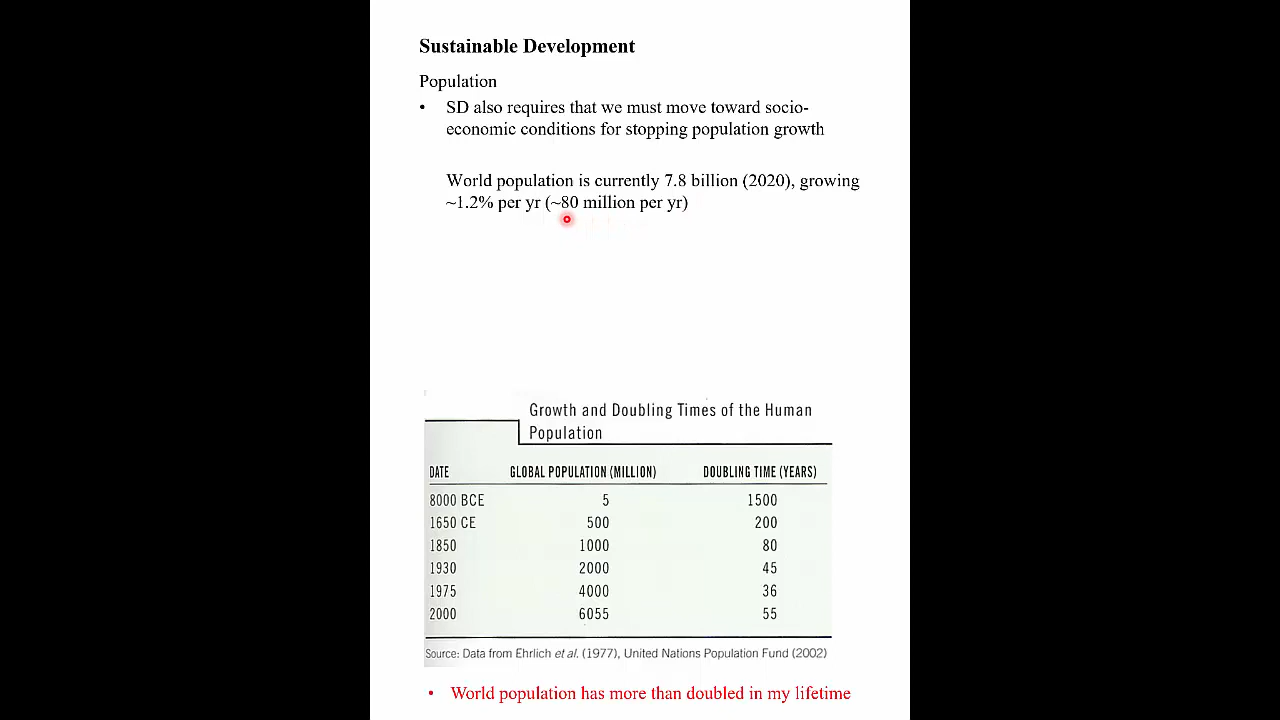 Sustainable Development
Population
• SD also requires that we must move toward socio-
economic conditions for stopping population growth
World population is currently 7.8 billion (2020), growing
~1.2% per yr (~80 million per yr)
Growth and Doubling Times of the Human
Population
DATE GLOBAL POPULATION (MILLION) DOUBLING TIME (YEARS)
8000 BCE 5 1500
1650 CE 500 200
1850 1000 80
1930 2000 45
1975 4000 36
2000 6055 55
Source: Data from Ehrlich et al. (1977), United Nations Population Fund (2002)
• World population has more than doubled in my lifetime